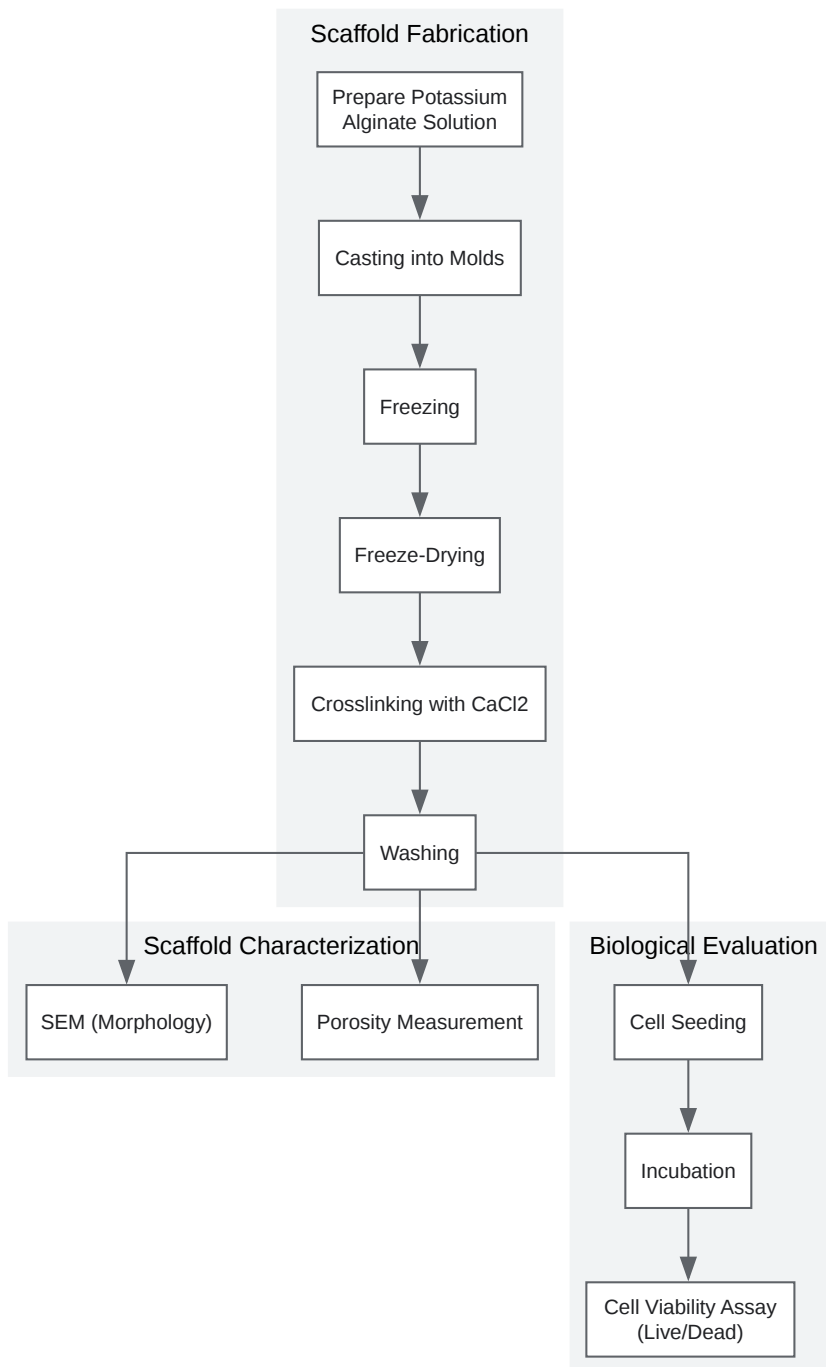 Scaffold Fabrication
Prepare Potassium
Alginate Solution
Casting into Molds
Freezing
Freeze-Drying
Crosslinking with CaCl2
Washing
Scaffold Characterization
SEM (Morphology)
Porosity Measurement
Biological Evaluation
Cell Seeding
Incubation
Cell Viability Assay
(Live/Dead)